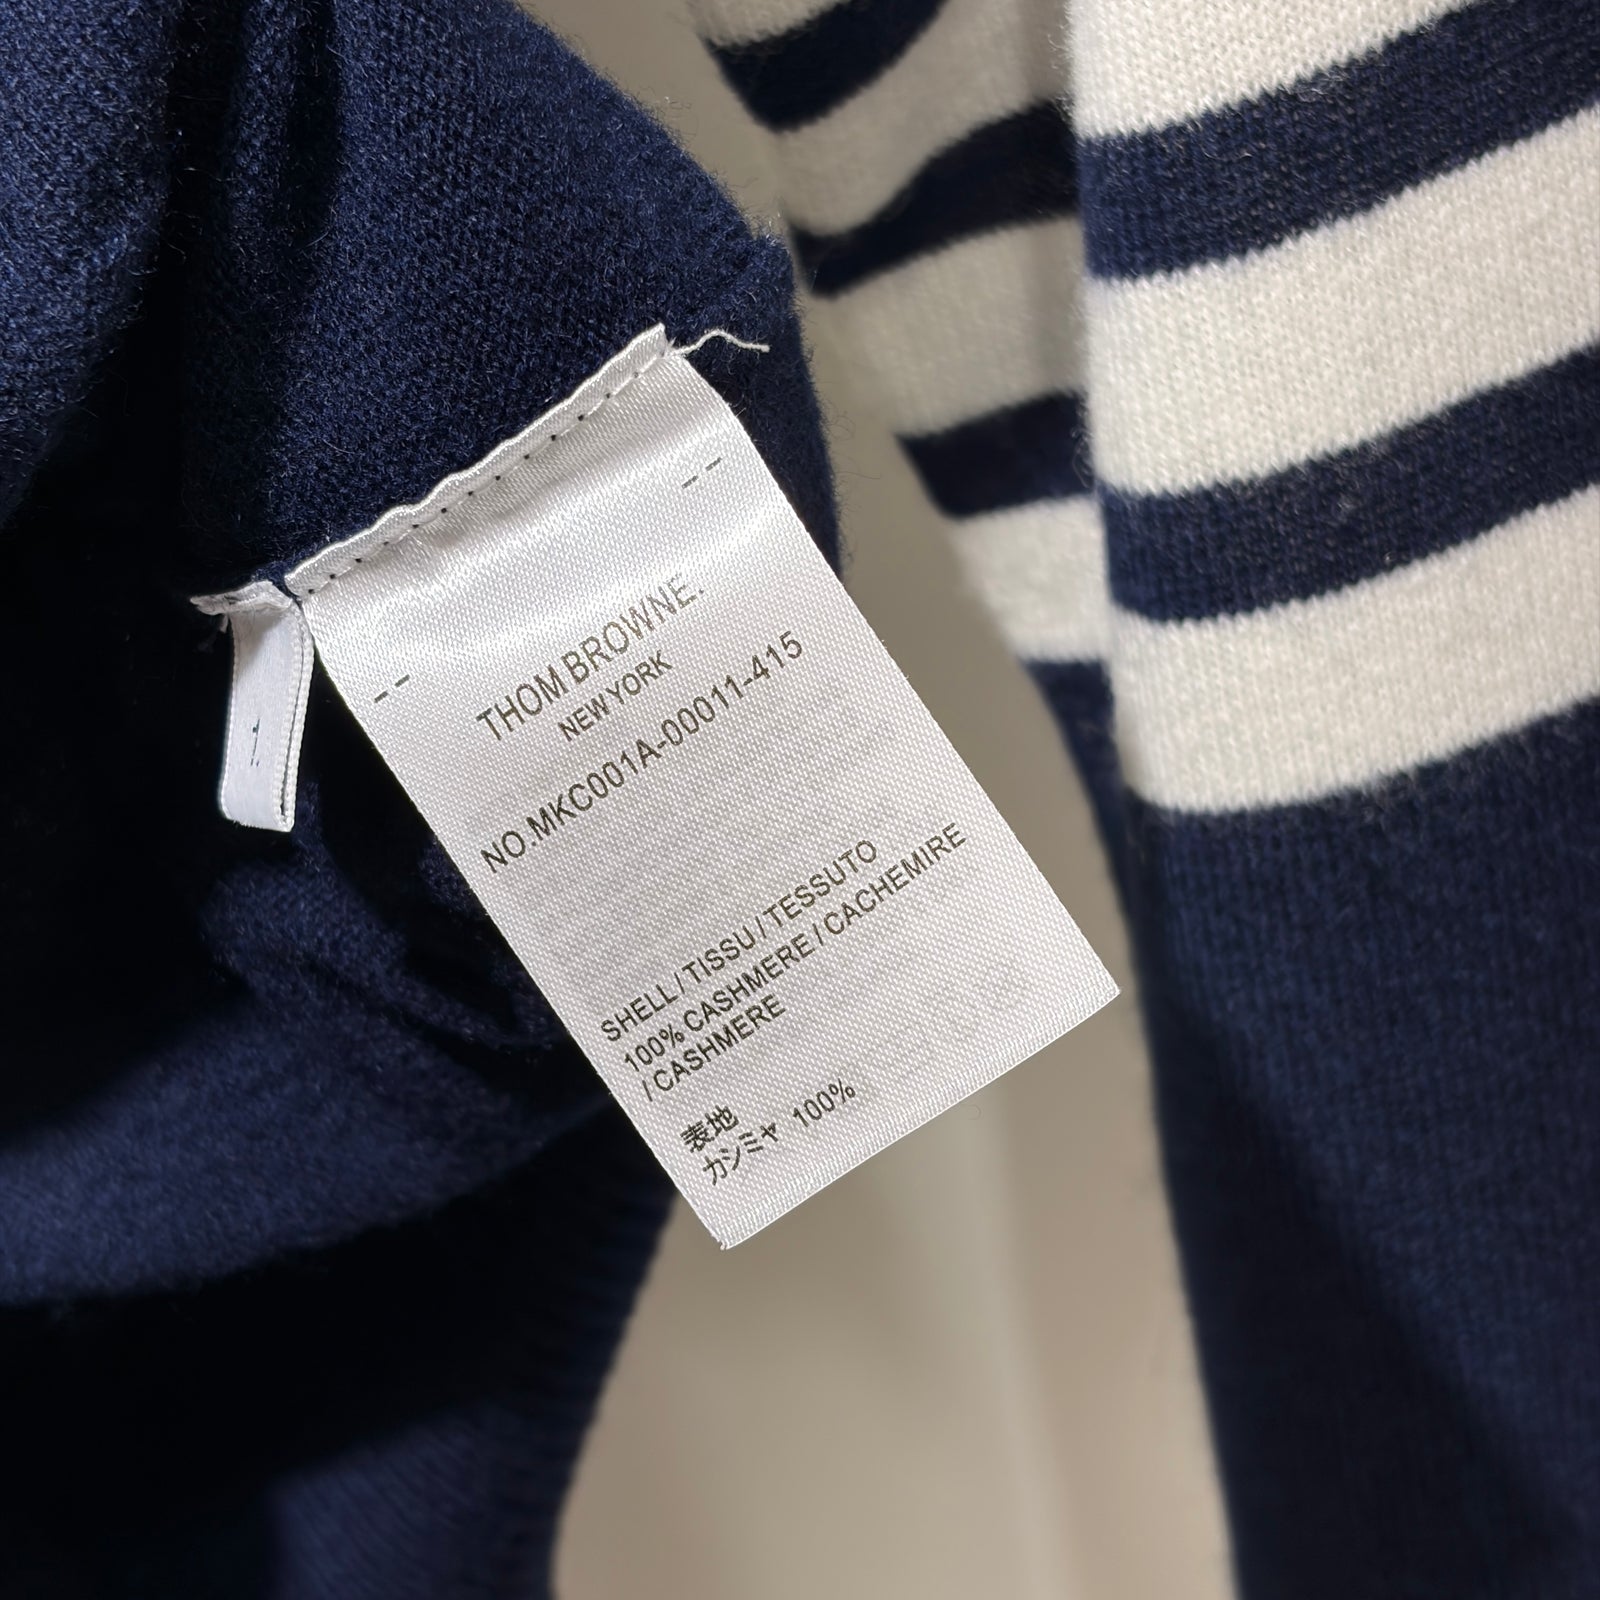 THOM BROWNE.
NEW YORK
NO.MKC001A-00011-415
SHELL / TISSU / TESSUTO
100% CASHMERE / CACHEMIRE
/ CASHMERE
表地
カシミヤ 100%
1